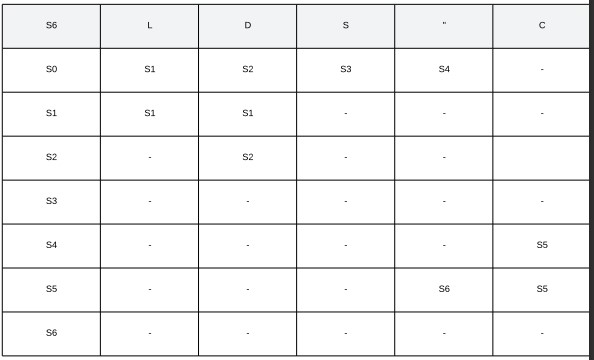 S6 L D S " C
S0 S1 S2 S3 S4 -
S1 S1 S1 - - -
S2 - S2 - -
S3 - - - - -
S4 - - - - S5
S5 - - - S6 S5
S6 - - - - -